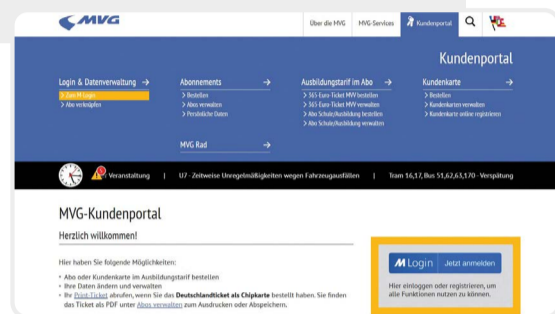 MVG
Über die MVG MVG-Services Kundenportal
Kundenportal
Login & Datenverwaltung → Abonnements → Ausbildungstarif im Abo → Kundenkarte →
> Zum M-Login > Bestellen > 365-Euro-Ticket MVV bestellen > Bestellen
> Abo verknüpfen > Abos verwalten > 365-Euro-Ticket MVV verwalten > Kundenkarten verwalten
> Persönliche Daten > Abo Schule/Ausbildung bestellen > Kundenkarte online registrieren
> Abo Schule/Ausbildung verwalten
MVG Rad →
Veranstaltung | U7 - Zeitweise Unregelmäßigkeiten wegen Fahrzeugausfällen | Tram 16,17, Bus 51,62,63,170 - Verspätung
MVG-Kundenportal
Herzlich willkommen!
Hier haben Sie folgende Möglichkeiten:
• Abo oder Kundenkarte im Ausbildungstarif bestellen
• Ihre Daten ändern und verwalten
• Ihr Print-Ticket abrufen, wenn Sie das Deutschlandticket als Chipkarte bestellt haben. Sie finden
das Ticket als PDF unter Abos verwalten zum Ausdrucken oder Abspeichern.
M Login Jetzt anmelden
Hier einloggen oder registrieren, um
alle Funktionen nutzen zu können.